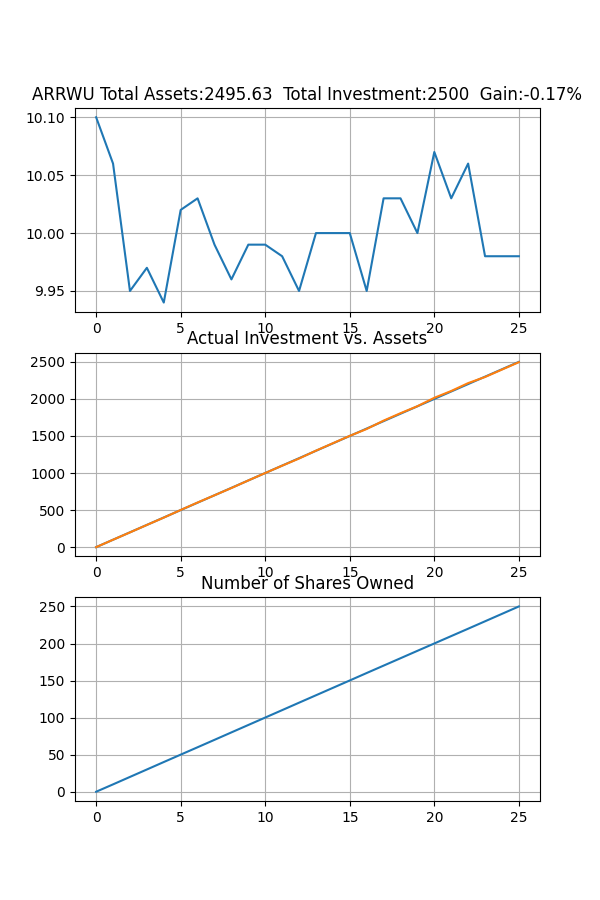 ARRWU Total Assets:2495.63  Total Investment:2500  Gain:-0.17%
10.10
10.05
10.00
9.95
0 5 10 15 20 25
Actual Investment vs. Assets
2500
2000
1500
1000
500
0
0 5 10 15 20 25
Number of Shares Owned
250
200
150
100
50
0
0 5 10 15 20 25